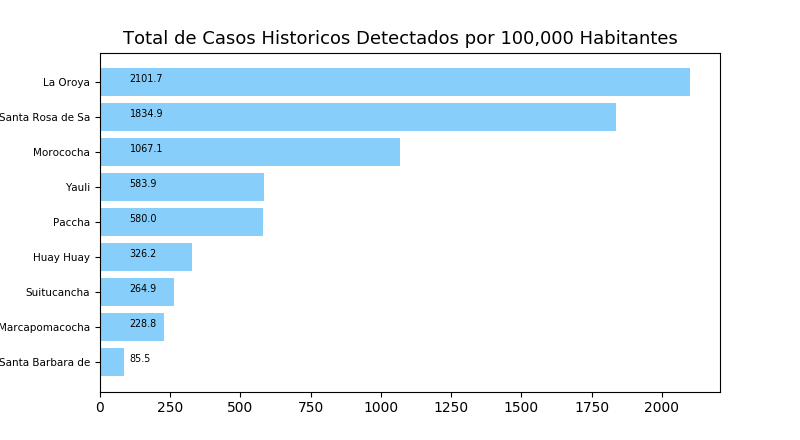 Total de Casos Historicos Detectados por 100,000 Habitantes
La Oroya 2101.7
Santa Rosa de Sa 1834.9
Morococha 1067.1
Yauli 583.9
Paccha 580.0
Huay Huay 326.2
Suitucancha 264.9
Marcapomacocha 228.8
Santa Barbara de 85.5
0 250 500 750 1000 1250 1500 1750 2000